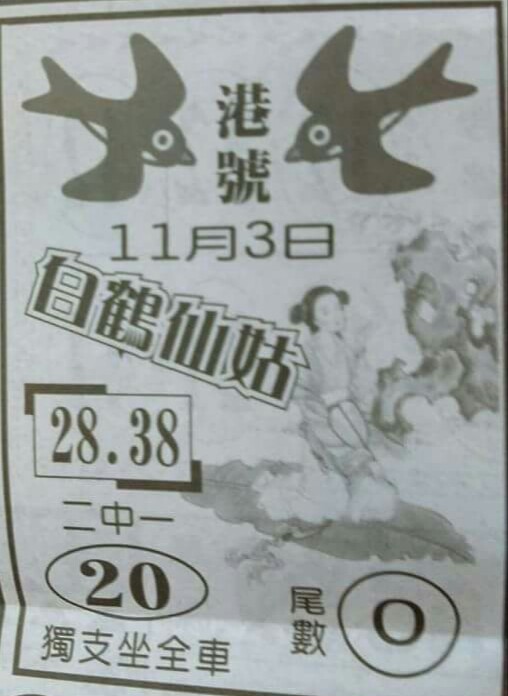 港號
11月3日
白鶴仙姑
28.38
二中一
20
獨支坐全車
尾數
0